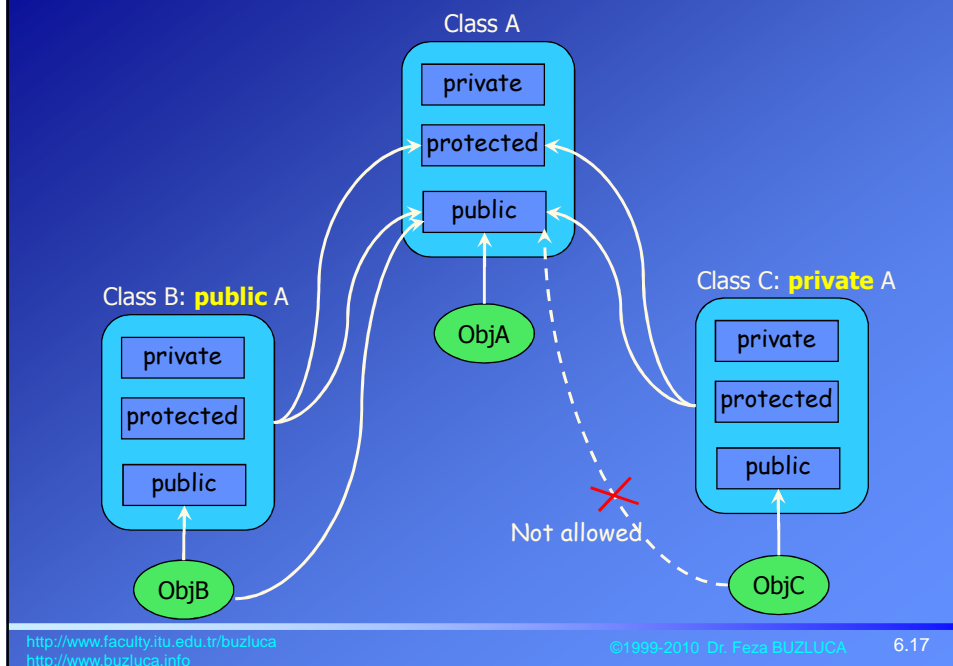 Class A
private
protected
public
Class B: public A
private
protected
public
ObjA
Class C: private A
private
protected
public
Not allowed
ObjB
ObjC
http://www.faculty.itu.edu.tr/buzluca
http://www.buzluca.info
©1999-2010 Dr. Feza BUZLUCA
6.17